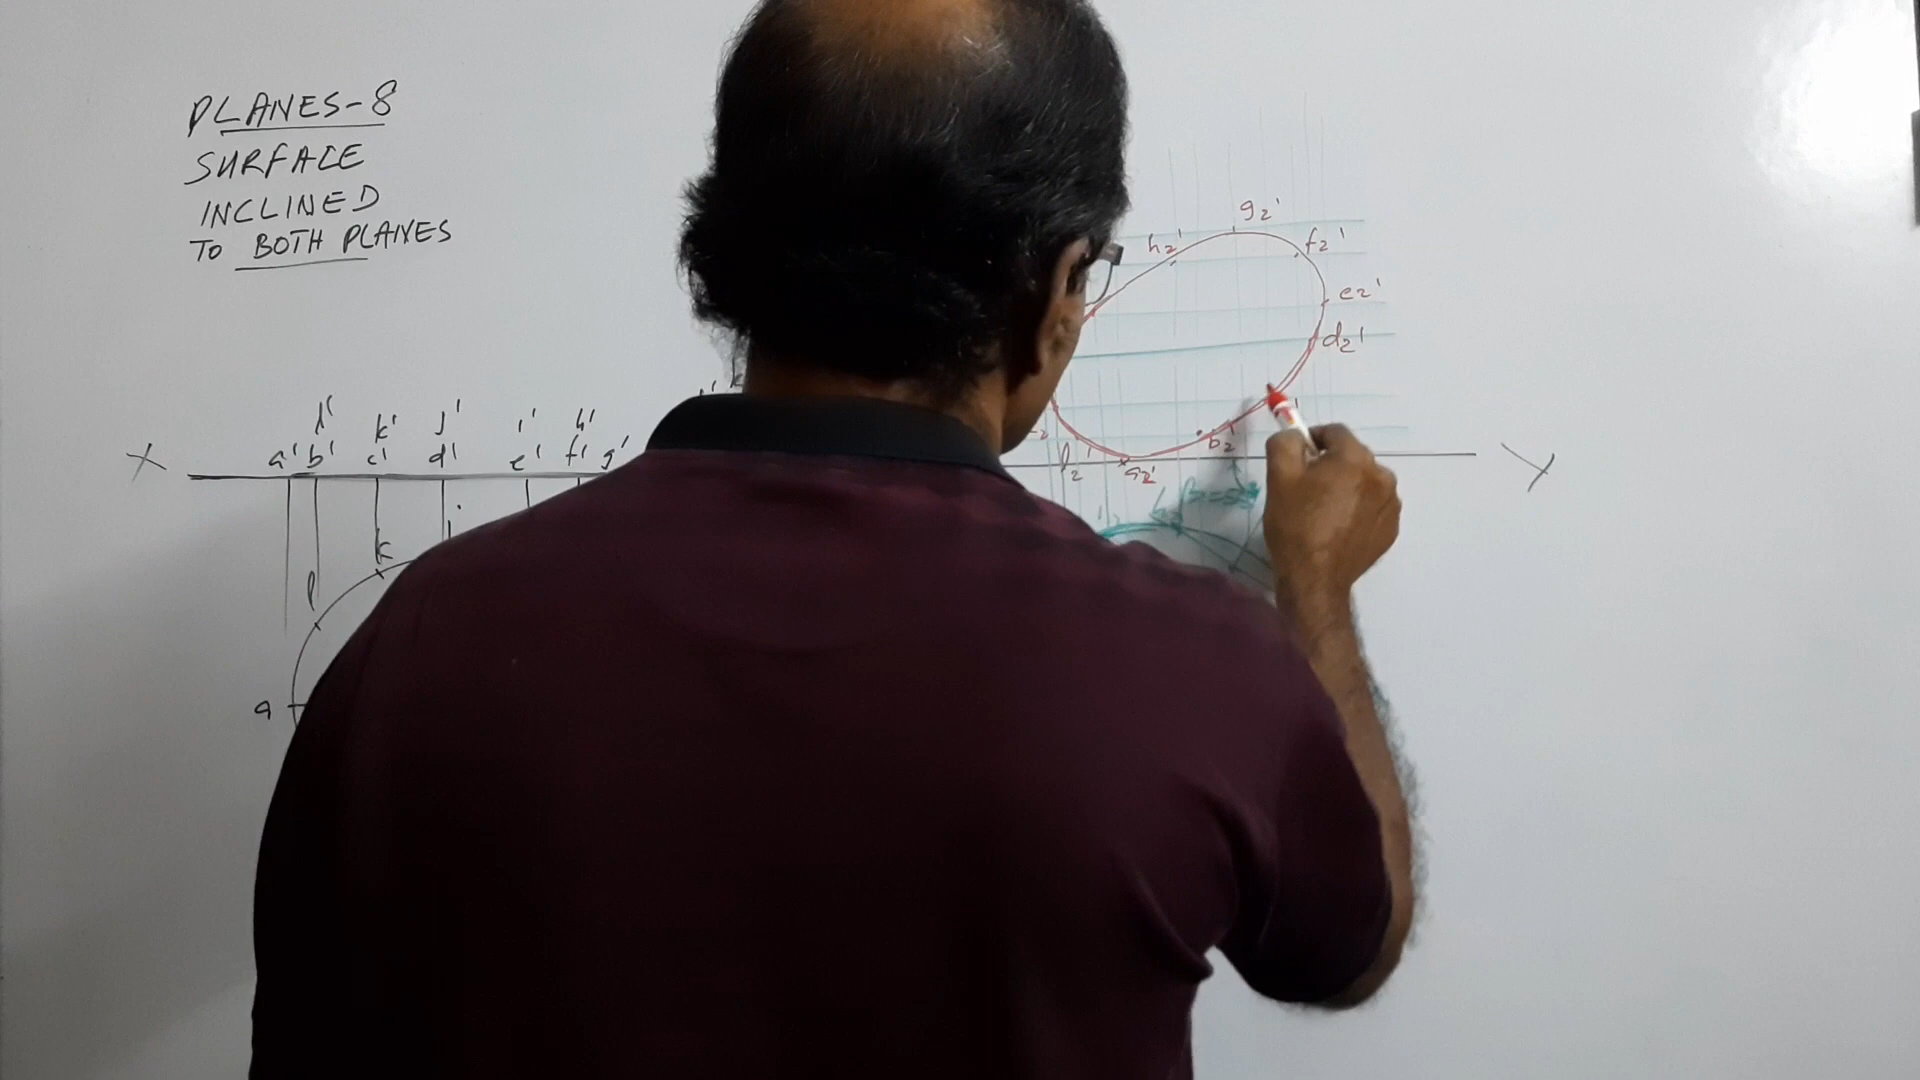 PLANES-8
SURFACE
INCLINED
TO BOTH PLANES
g2'
h2' f2'
e2'
d2'
l' k' j' i' h'
a' b' c' d' e' f' g'
X Y
b2'
l2' a2'
j
k
l
a